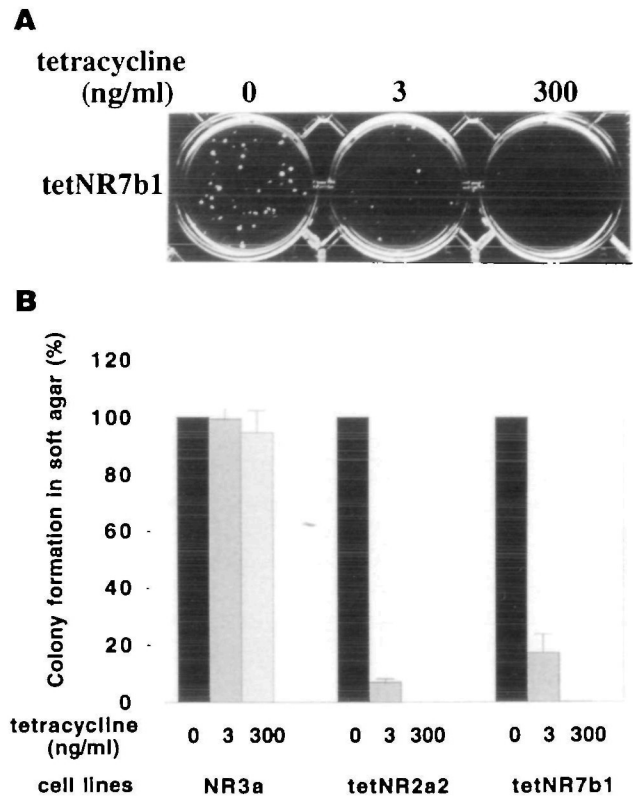 A
tetracycline
(ng/ml) 0 3 300
tetNR7b1
B
Colony formation in soft agar (%)
120
100
80
60
40
20
0
tetracycline
(ng/ml) 0 3 300 0 3 300 0 3 300
cell lines NR3a tetNR2a2 tetNR7b1